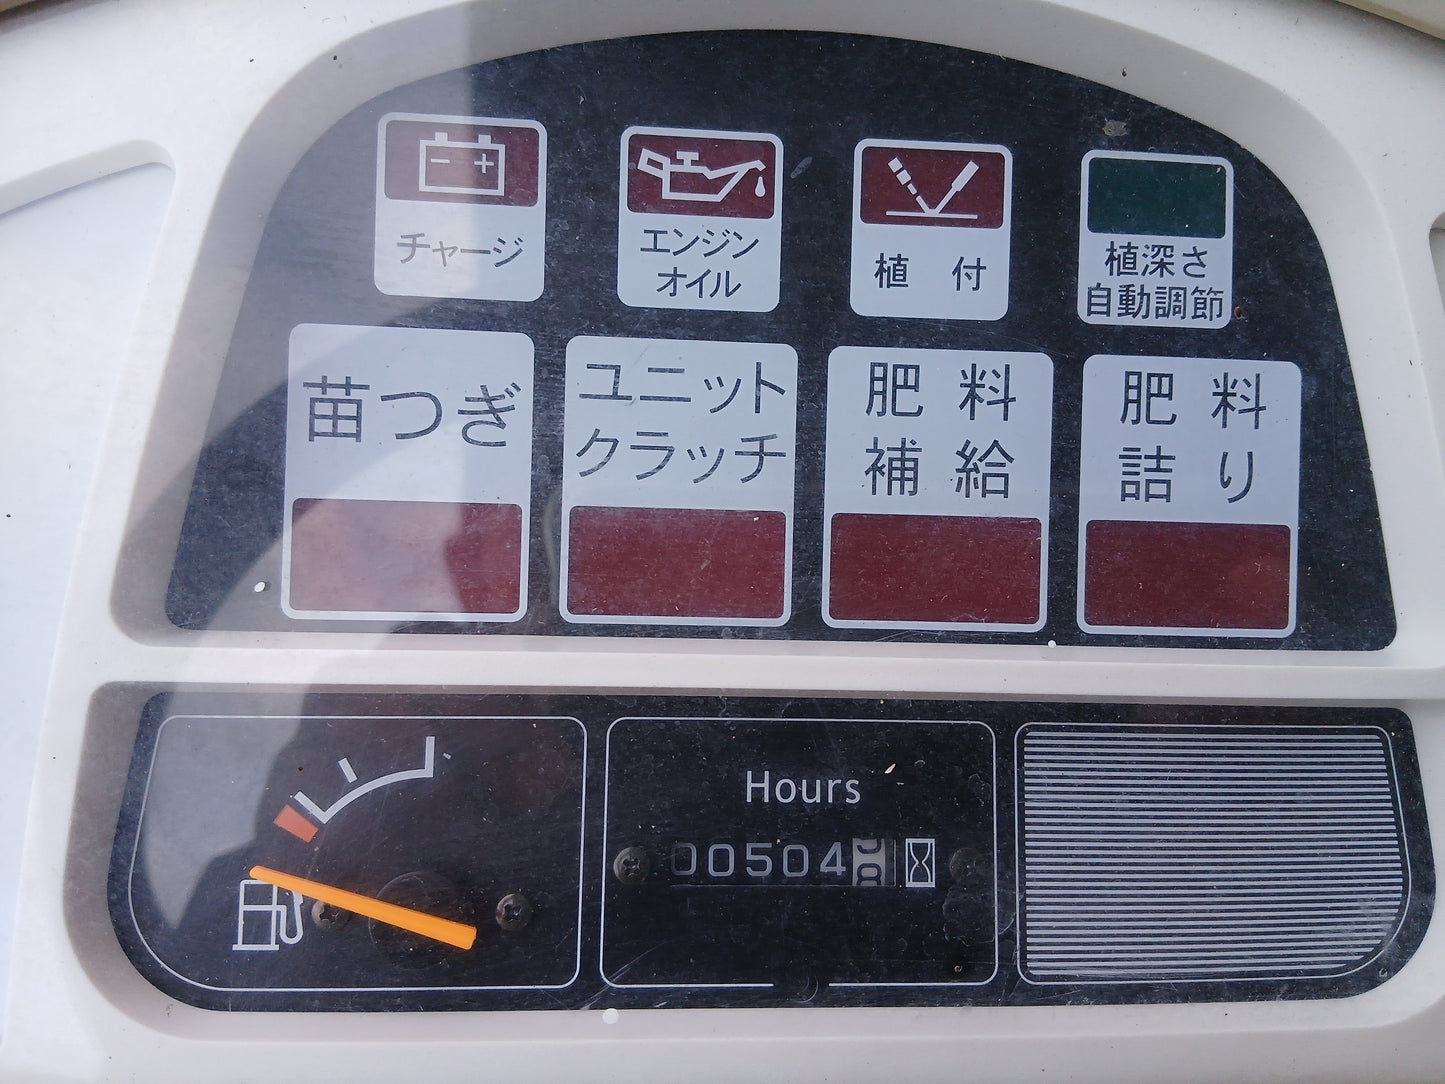 チャージ
エンジン
オイル
植付
植深さ
自動調節
苗つぎ
ユニット
クラッチ
肥料
補給
肥料
詰り
Hours
00504